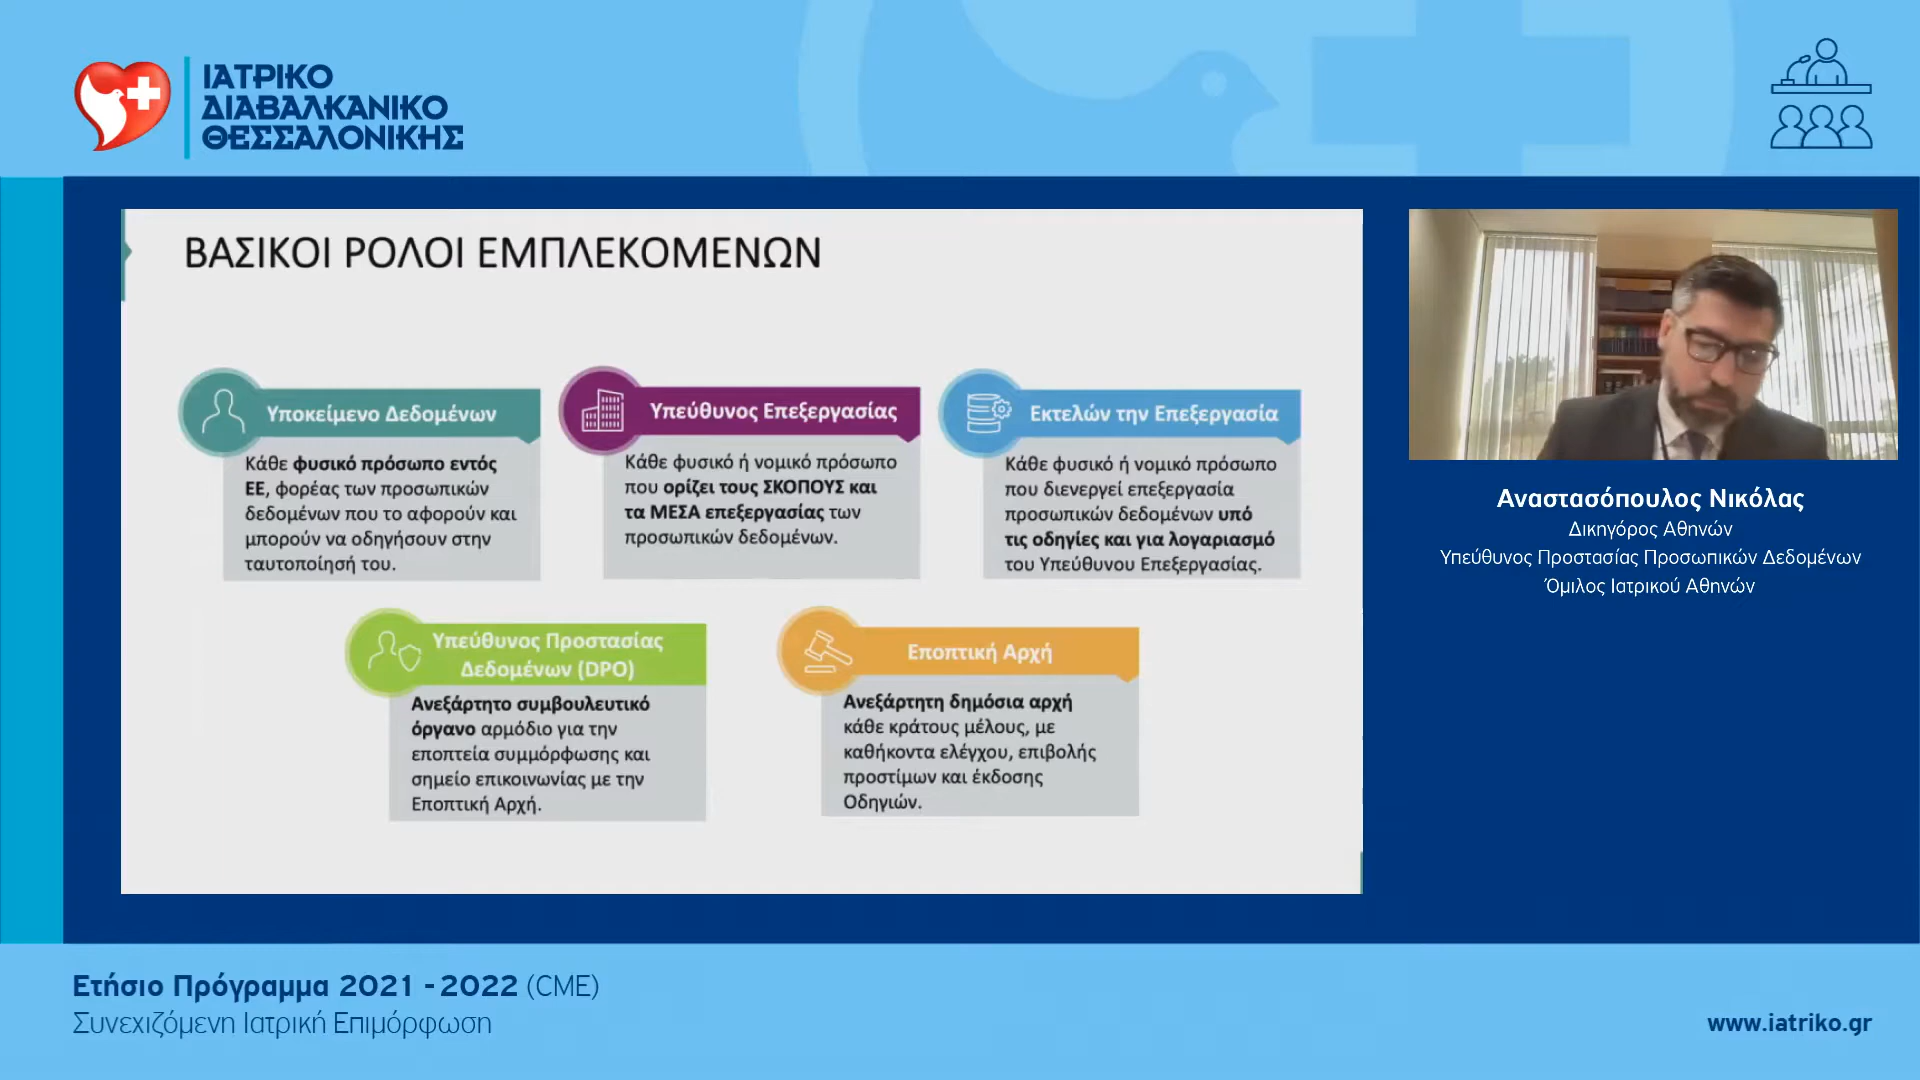 ΙΑΤΡΙΚΟ
ΔΙΑΒΑΛΚΑΝΙΚΟ
ΘΕΣΣΑΛΟΝΙΚΗΣ
ΒΑΣΙΚΟΙ ΡΟΛΟΙ ΕΜΠΛΕΚΟΜΕΝΩΝ
Υποκείμενο Δεδομένων
Κάθε φυσικό πρόσωπο εντός
ΕΕ, φορέας των προσωπικών
δεδομένων που το αφορούν και
μπορούν να οδηγήσουν στην
ταυτοποίησή του.
Υπεύθυνος Επεξεργασίας
Κάθε φυσικό ή νομικό πρόσωπο
που ορίζει τους ΣΚΟΠΟΥΣ και
τα ΜΕΣΑ επεξεργασίας των
προσωπικών δεδομένων.
Εκτελών την Επεξεργασία
Κάθε φυσικό ή νομικό πρόσωπο
που διενεργεί επεξεργασία
προσωπικών δεδομένων υπό
τις οδηγίες και για λογαριασμό
του Υπεύθυνου Επεξεργασίας.
Υπεύθυνος Προστασίας
Δεδομένων (DPO)
Ανεξάρτητο συμβουλευτικό
όργανο αρμόδιο για την
εποπτεία συμμόρφωσης και
σημείο επικοινωνίας με την
Εποπτική Αρχή.
Εποπτική Αρχή
Ανεξάρτητη δημόσια αρχή
κάθε κράτους μέλους, με
καθήκοντα ελέγχου, επιβολής
προστίμων και έκδοσης
Οδηγιών.
Αναστασόπουλος Νικόλας
Δικηγόρος Αθηνών
Υπεύθυνος Προστασίας Προσωπικών Δεδομένων
Όμιλος Ιατρικού Αθηνών
Ετήσιο Πρόγραμμα 2021 - 2022 (CME)
Συνεχιζόμενη Ιατρική Επιμόρφωση
www.iatriko.gr